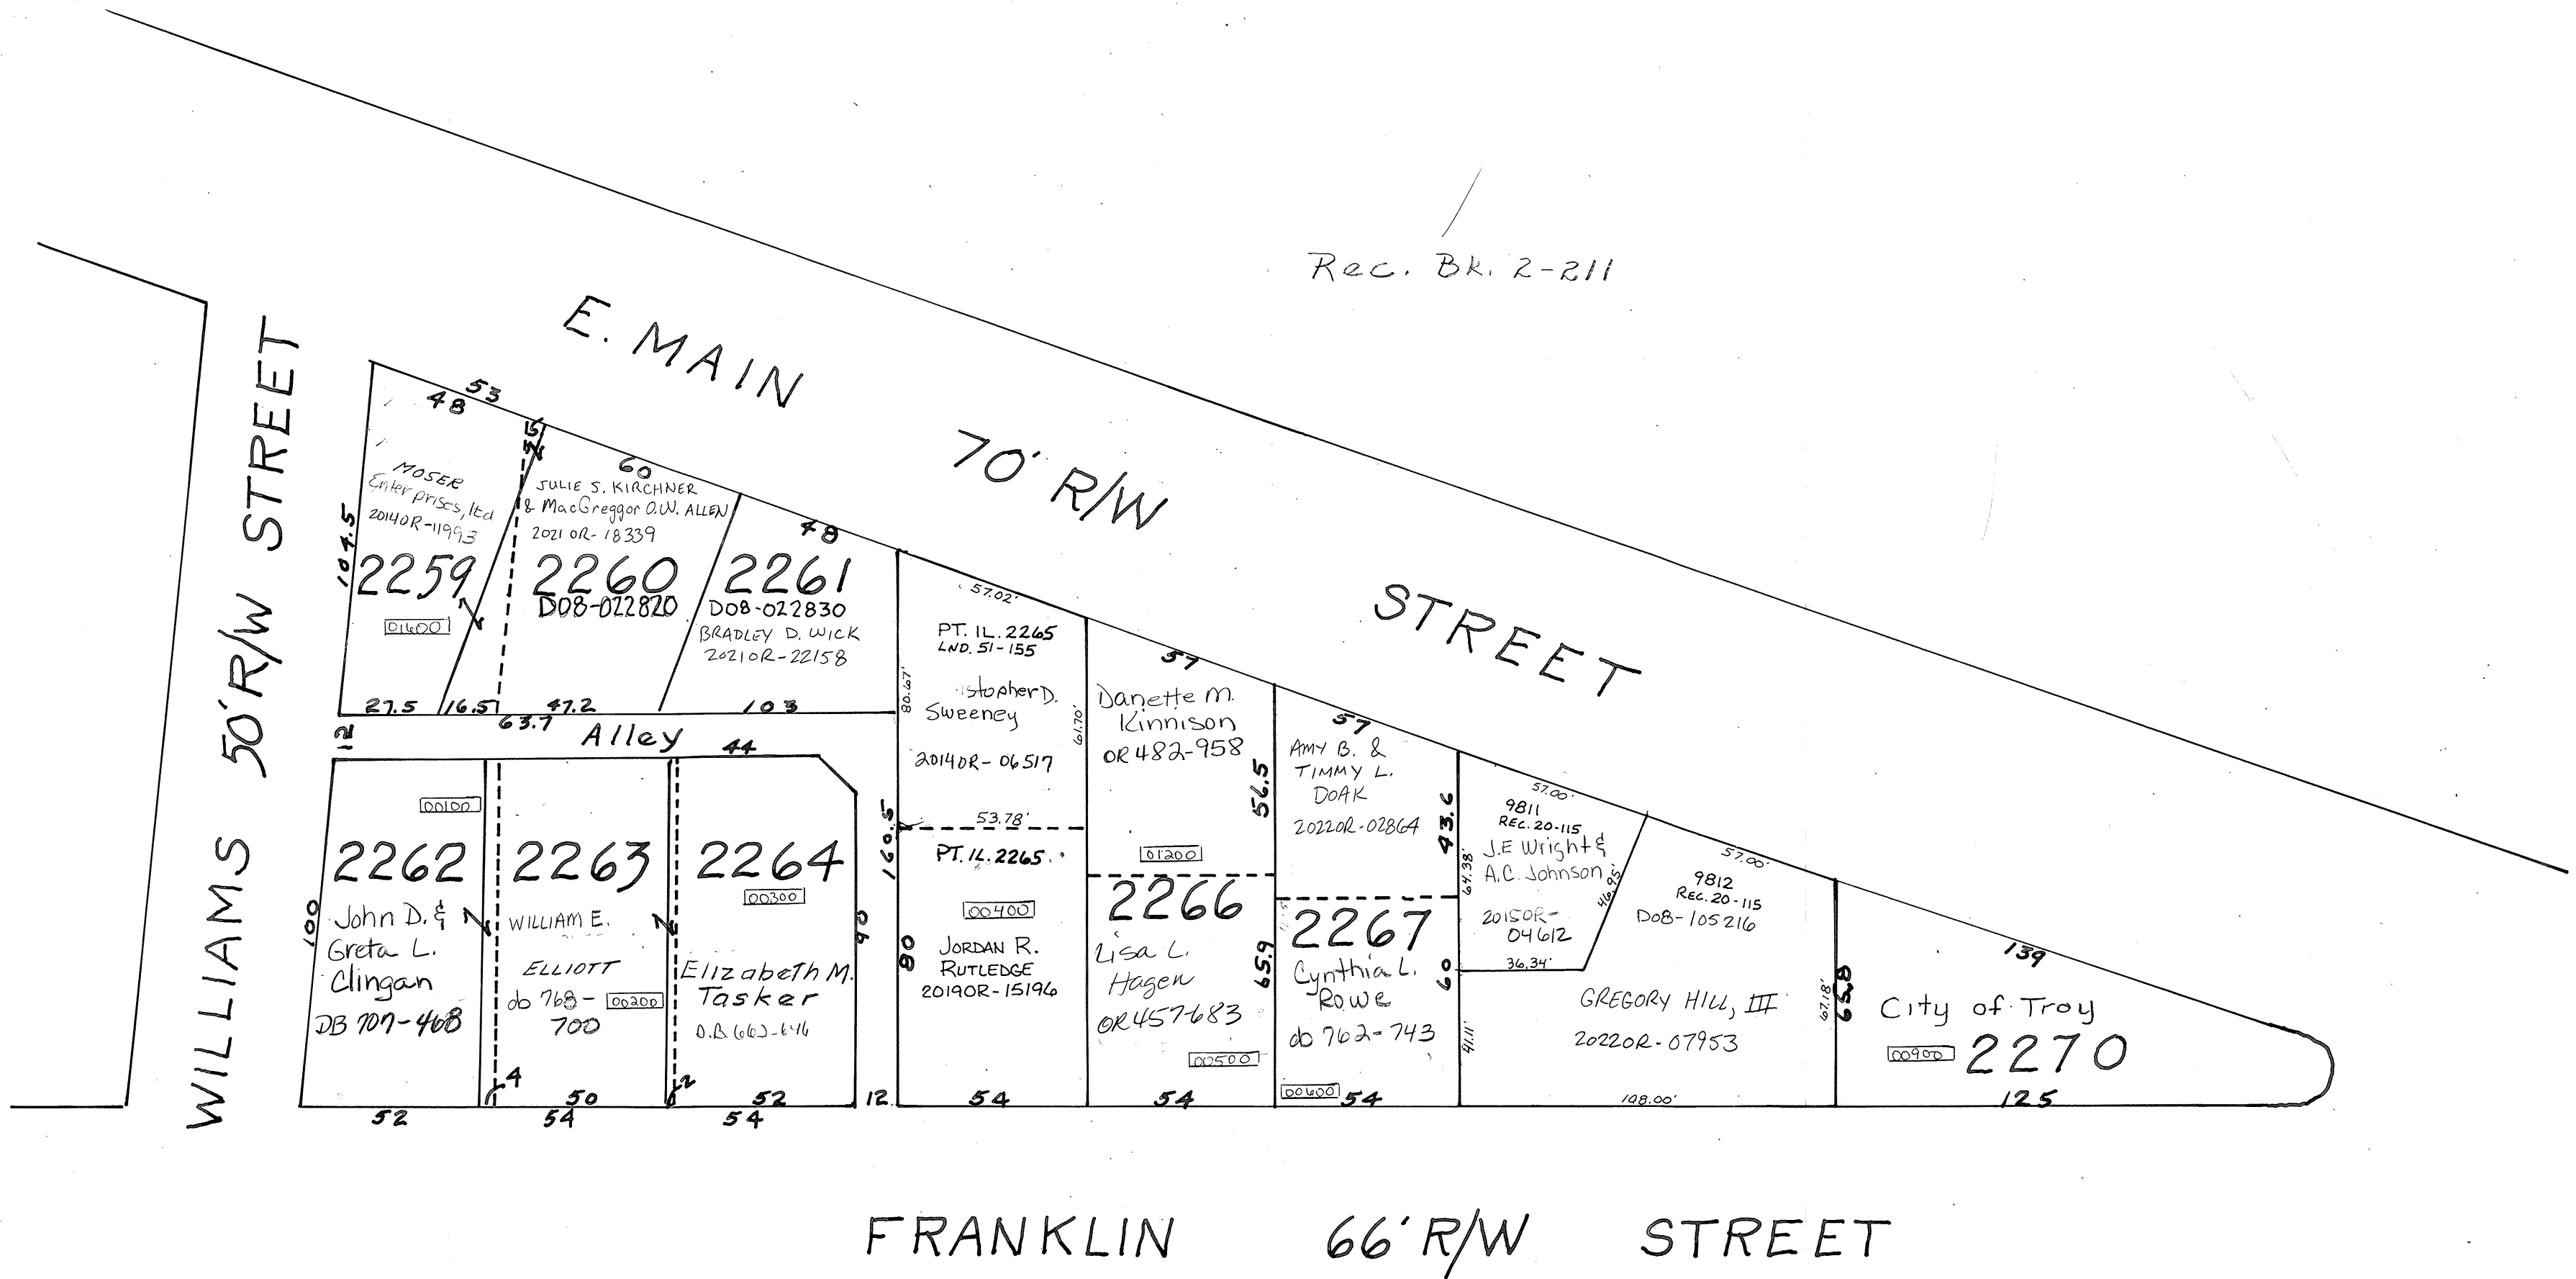 Rec. Bk. 2-211
E. MAIN 70' R/W STREET
WILLIAMS 50' R/W STREET
53
48
5
104.5
MOSER
Enterprises, ltd
2014OR-11993
2259
01600
27.5
16.5
60
JULIE S. KIRCHNER
& MacGreggor O.W. ALLEN
2021 OR-18339
2260
D08-022820
47.2
63.7
48
2261
D08-022830
BRADLEY D. WICK
2021OR-22158
103
12
Alley
44
00100
2262
John D. &
Greta L.
Clingan
DB 707-468
100
52
2263
WILLIAM E.
ELLIOTT
db 768-
00200
700
4
50
54
2264
00300
Elizabeth M.
Tasker
90
2
52
54
12
57.02'
PT. IL. 2265
LND. 51-155
stopher D.
Sweeney
2014OR-06517
80.67'
61.70'
53.78'
160.5
PT. IL. 2265
00400
JORDAN R.
RUTLEDGE
2019OR-15196
80
54
57
Danette M.
Kinnison
OR 482-958
56.5
01200
2266
Lisa L.
Hagen
OR 457-683
65.9
00500
54
57
AMY B. &
TIMMY L.
DOAK
2022OR-02864
43.6
2267
Cynthia L.
Rowe
db 762-743
60
00600
54
57.00'
9811
REC. 20-115
J.E Wright &
A.C. Johnson
2015OR-
04612
64.38'
46.95'
36.34'
41.11'
57.00'
9812
REC. 20-115
D08-105216
GREGORY HILL, III
2022OR-07953
67.18'
65.8
108.00'
139
City of Troy
00900
2270
125
FRANKLIN 66' R/W STREET